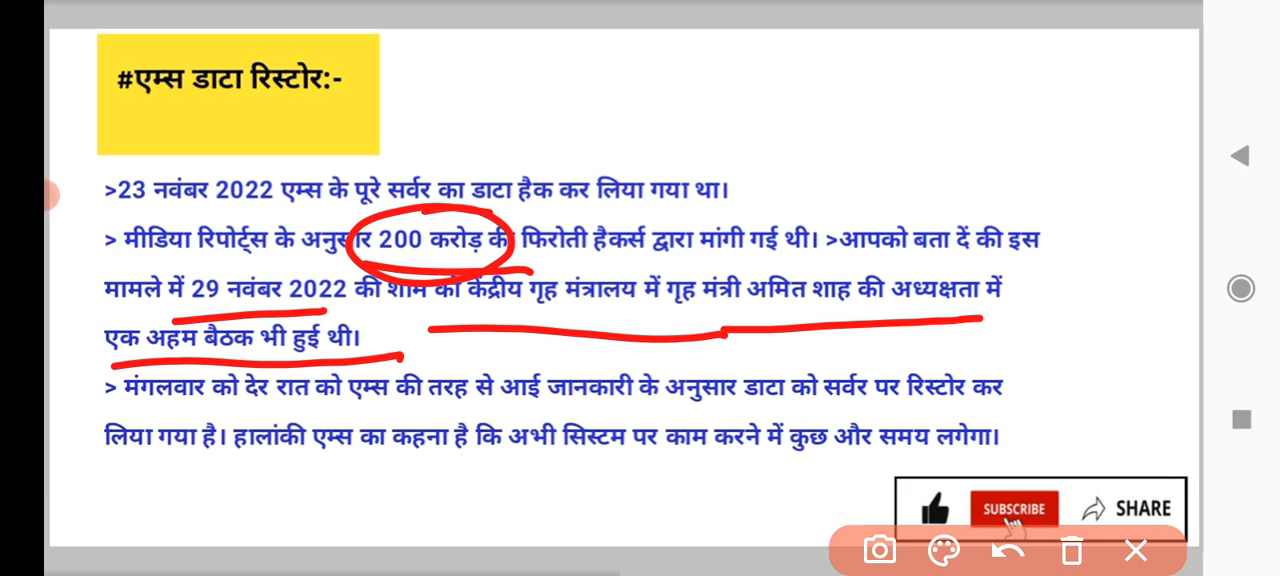 #एम्स डाटा रिस्टोर:-
>23 नवंबर 2022 एम्स के पूरे सर्वर का डाटा हैक कर लिया गया था।
> मीडिया रिपोर्ट्स के अनुसार 200 करोड़ की फिरोती हैकर्स द्वारा मांगी गई थी। >आपको बता दें की इस
मामले में 29 नवंबर 2022 की शाम को केंद्रीय गृह मंत्रालय में गृह मंत्री अमित शाह की अध्यक्षता में
एक अहम बैठक भी हुई थी।
> मंगलवार को देर रात को एम्स की तरह से आई जानकारी के अनुसार डाटा को सर्वर पर रिस्टोर कर
लिया गया है। हालांकी एम्स का कहना है कि अभी सिस्टम पर काम करने में कुछ और समय लगेगा।
SUBSCRIBE SHARE